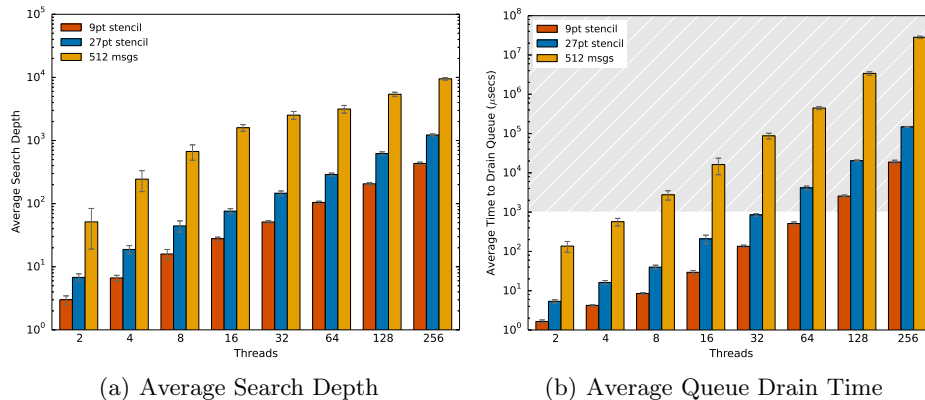 10^5
10^4
10^3
10^2
10^1
10^0
Average Search Depth
9pt stencil
27pt stencil
512 msgs
2 4 8 16 32 64 128 256
Threads
(a) Average Search Depth
10^8
10^7
10^6
10^5
10^4
10^3
10^2
10^1
10^0
Average Time to Drain Queue (μsecs)
9pt stencil
27pt stencil
512 msgs
2 4 8 16 32 64 128 256
Threads
(b) Average Queue Drain Time